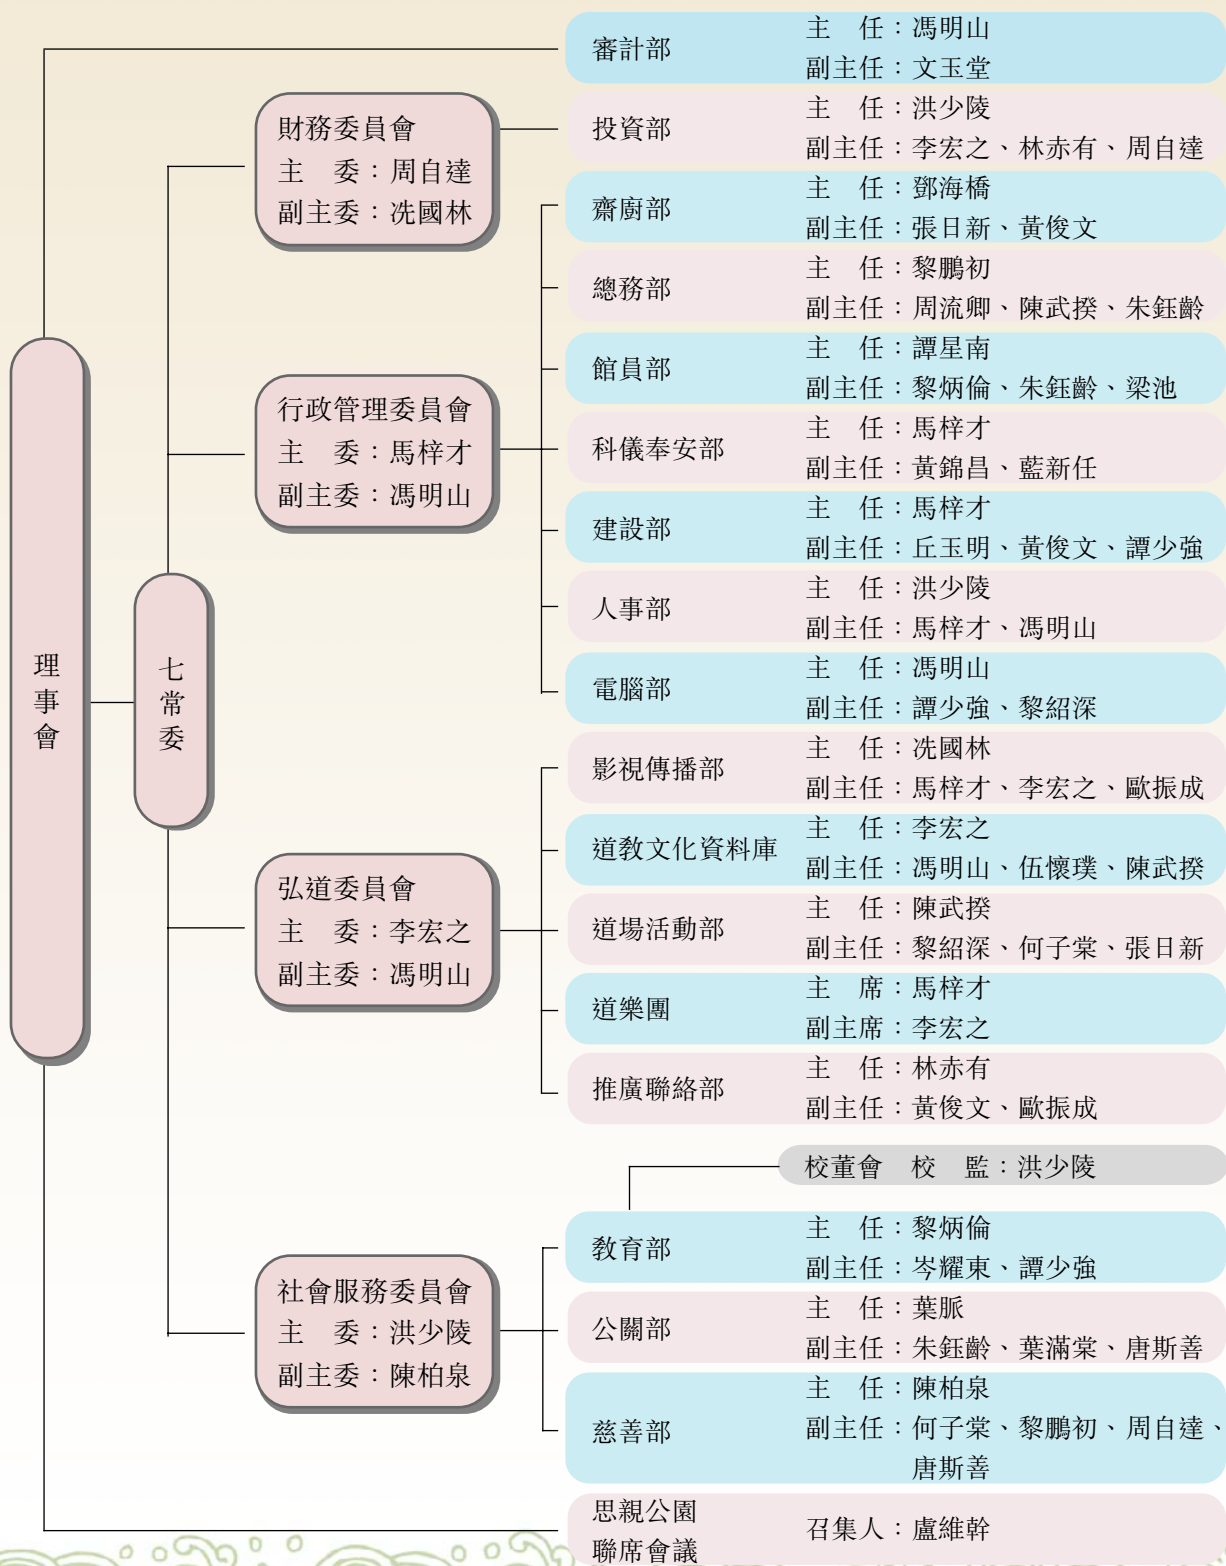 理事會
七常委
財務委員會
主　委：周自達
副主委：冼國林
行政管理委員會
主　委：馬梓才
副主委：馮明山
弘道委員會
主　委：李宏之
副主委：馮明山
社會服務委員會
主　委：洪少陵
副主委：陳柏泉
審計部
主　任：馮明山
副主任：文玉堂
投資部
主　任：洪少陵
副主任：李宏之、林赤有、周自達
齋廚部
主　任：鄧海橋
副主任：張日新、黃俊文
總務部
主　任：黎鵬初
副主任：周流卿、陳武揆、朱鈺齡
館員部
主　任：譚星南
副主任：黎炳倫、朱鈺齡、梁池
科儀奉安部
主　任：馬梓才
副主任：黃錦昌、藍新任
建設部
主　任：馬梓才
副主任：丘玉明、黃俊文、譚少強
人事部
主　任：洪少陵
副主任：馬梓才、馮明山
電腦部
主　任：馮明山
副主任：譚少強、黎紹深
影視傳播部
主　任：冼國林
副主任：馬梓才、李宏之、歐振成
道教文化資料庫
主　任：李宏之
副主任：馮明山、伍懷璞、陳武揆
道場活動部
主　任：陳武揆
副主任：黎紹深、何子棠、張日新
道樂團
主　席：馬梓才
副主席：李宏之
推廣聯絡部
主　任：林赤有
副主任：黃俊文、歐振成
校董會　校　監：洪少陵
教育部
主　任：黎炳倫
副主任：岑耀東、譚少強
公關部
主　任：葉脈
副主任：朱鈺齡、葉滿棠、唐斯善
慈善部
主　任：陳柏泉
副主任：何子棠、黎鵬初、周自達、
唐斯善
思親公園
聯席會議
召集人：盧維幹